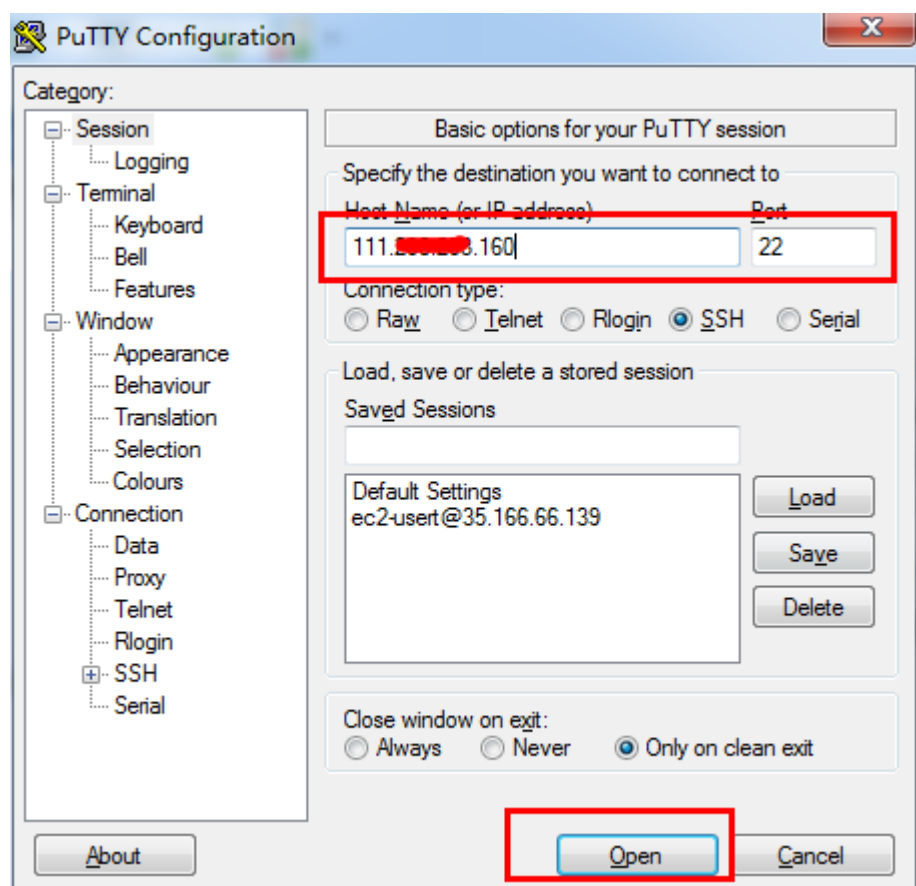 PuTTY Configuration
Category:
Session
Logging
Terminal
Keyboard
Bell
Features
Window
Appearance
Behaviour
Translation
Selection
Colours
Connection
Data
Proxy
Telnet
Rlogin
SSH
Serial
Basic options for your PuTTY session
Specify the destination you want to connect to
Host Name (or IP address) Port
111. .160 22
Connection type:
Raw Telnet Rlogin SSH Serial
Load, save or delete a stored session
Saved Sessions
Default Settings
ec2-usert@35.166.66.139
Load
Save
Delete
Close window on exit:
Always Never Only on clean exit
About Open Cancel